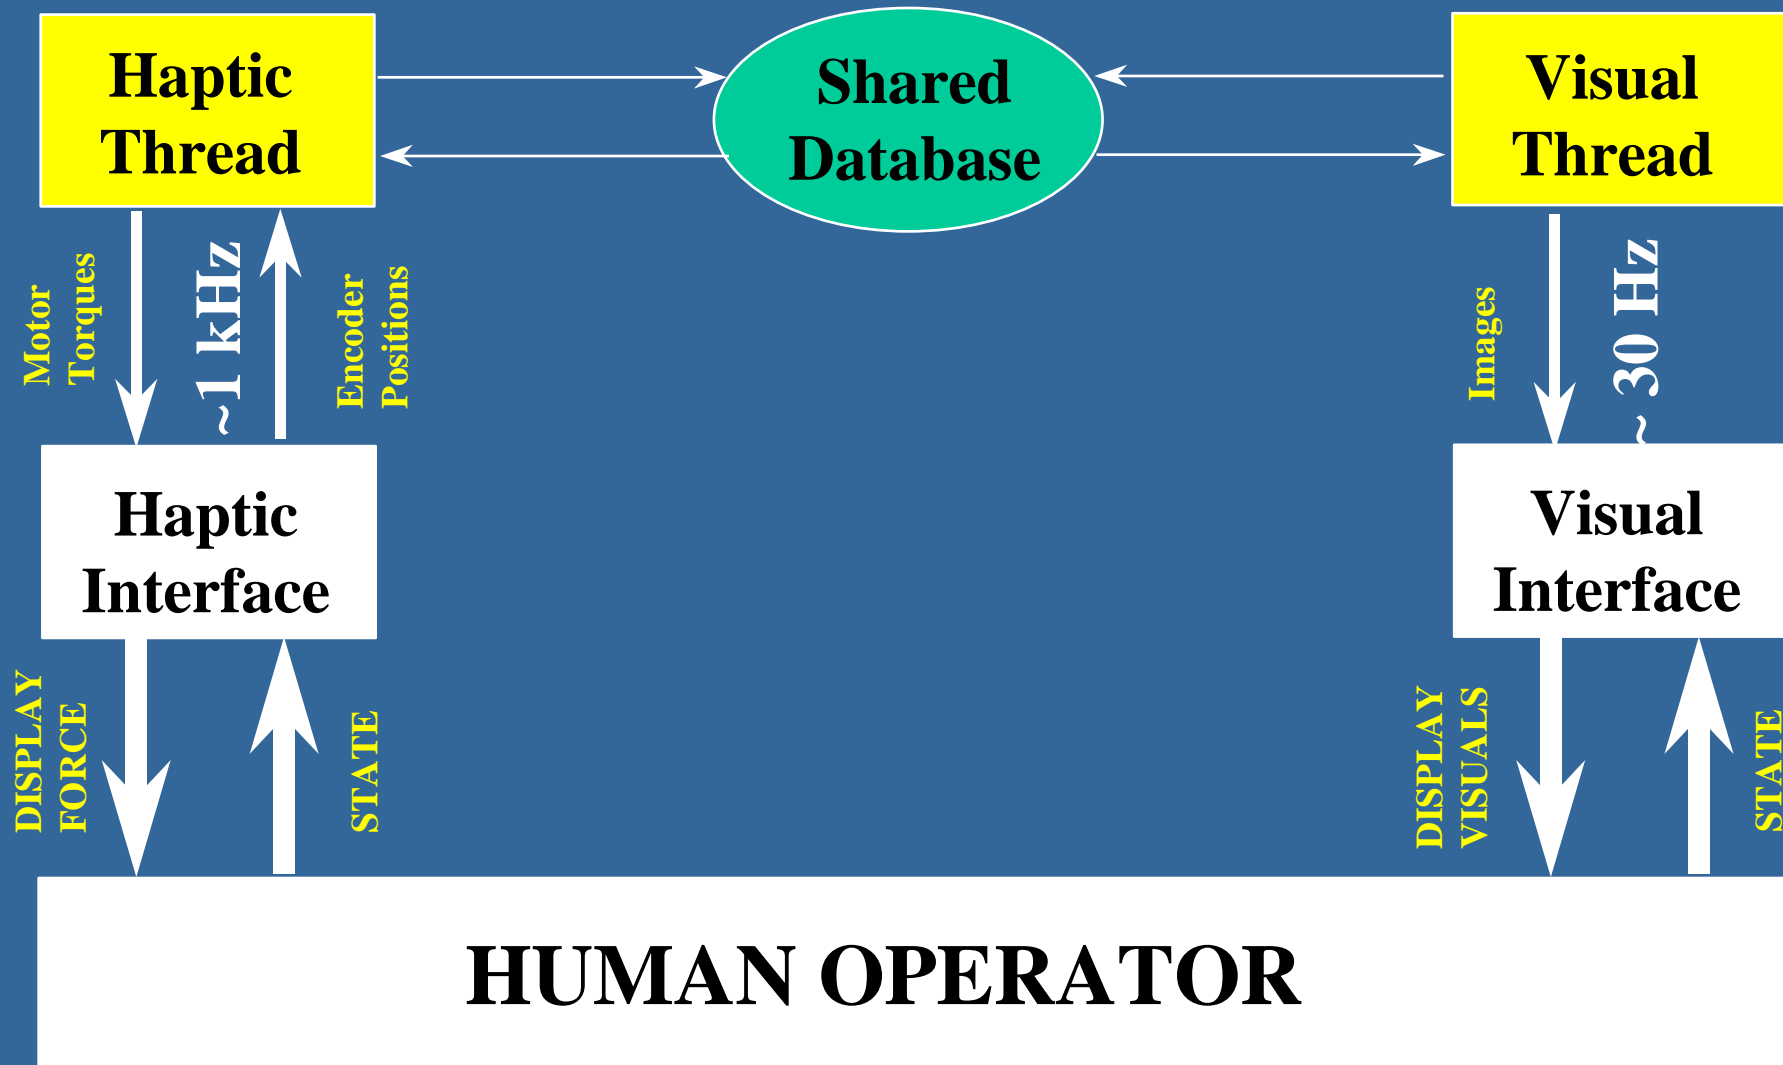 Haptic
Thread
Shared
Database
Visual
Thread
Motor
Torques
~1 kHz
Encoder
Positions
Images
~ 30 Hz
Haptic
Interface
Visual
Interface
DISPLAY
FORCE
STATE
DISPLAY
VISUALS
STATE
HUMAN OPERATOR